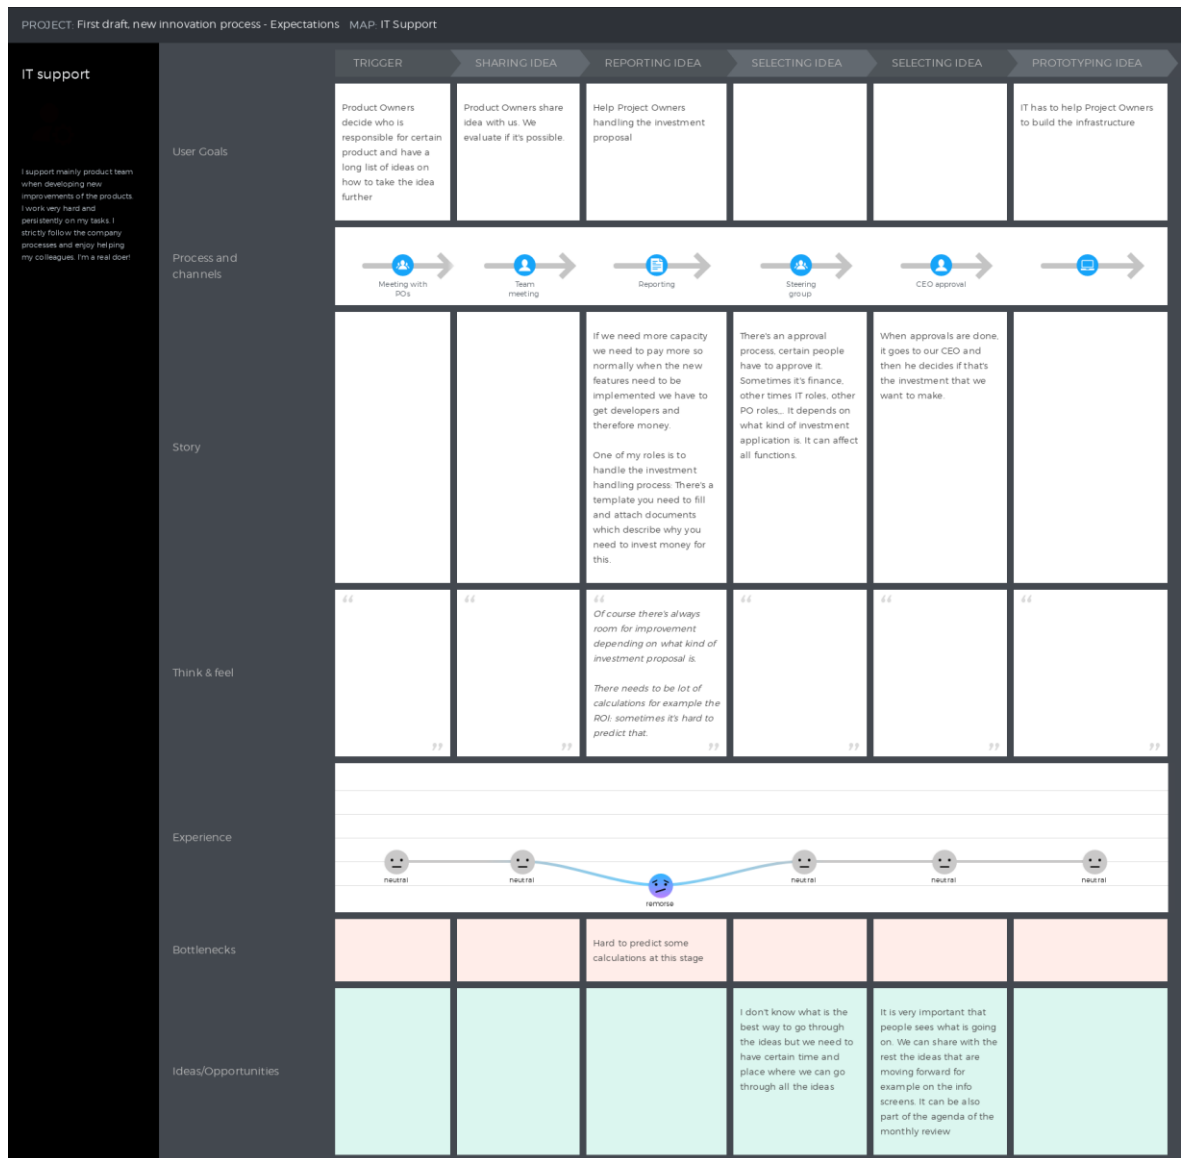 PROJECT: First draft, new innovation process - Expectations MAP: IT Support
IT support
I support mainly product team
when developing new
improvements of the products.
I work very hard and
persistently on my tasks. I
strictly follow the company
processes and enjoy helping
my colleagues. I'm a real doer!
TRIGGER
SHARING IDEA
REPORTING IDEA
SELECTING IDEA
SELECTING IDEA
PROTOTYPING IDEA
User Goals
Product Owners
decide who is
responsible for certain
product and have a
long list of ideas on
how to take the idea
further
Product Owners share
idea with us. We
evaluate if it's possible.
Help Project Owners
handling the investment
proposal
IT has to help Project Owners
to build the infrastructure
Process and
channels
Meeting with
POs
Team
meeting
Reporting
Steering
group
CEO approval
Story
If we need more capacity
we need to pay more so
normally when the new
features need to be
implemented we have to
get developers and
therefore money.
One of my roles is to
handle the investment
handling process. There's a
template you need to fill
and attach documents
which describe why you
need to invest money for
this.
There's an approval
process, certain people
have to approve it.
Sometimes it's finance,
other times IT roles, other
PO roles,.. It depends on
what kind of investment
application is. It can affect
all functions.
When approvals are done,
it goes to our CEO and
then he decides if that's
the investment that we
want to make.
Think & feel
Of course there's always
room for improvement
depending on what kind of
investment proposal is.
There needs to be lot of
calculations for example the
ROI: sometimes it's hard to
predict that.
Experience
neutral
neutral
remorse
neutral
neutral
neutral
Bottlenecks
Hard to predict some
calculations at this stage
Ideas/Opportunities
I don't know what is the
best way to go through
the ideas but we need to
have certain time and
place where we can go
through all the ideas
It is very important that
people sees what is going
on. We can share with the
rest the ideas that are
moving forward for
example on the info
screens. It can be also
part of the agenda of the
monthly review